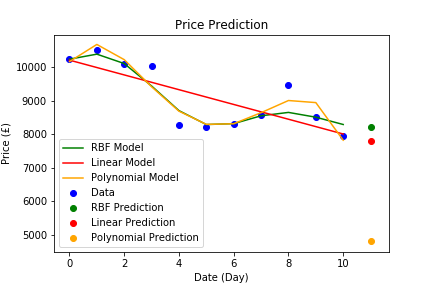 Price Prediction
Price (£)
10000
9000
8000
7000
6000
5000
RBF Model
Linear Model
Polynomial Model
Data
RBF Prediction
Linear Prediction
Polynomial Prediction
0 2 4 6 8 10
Date (Day)